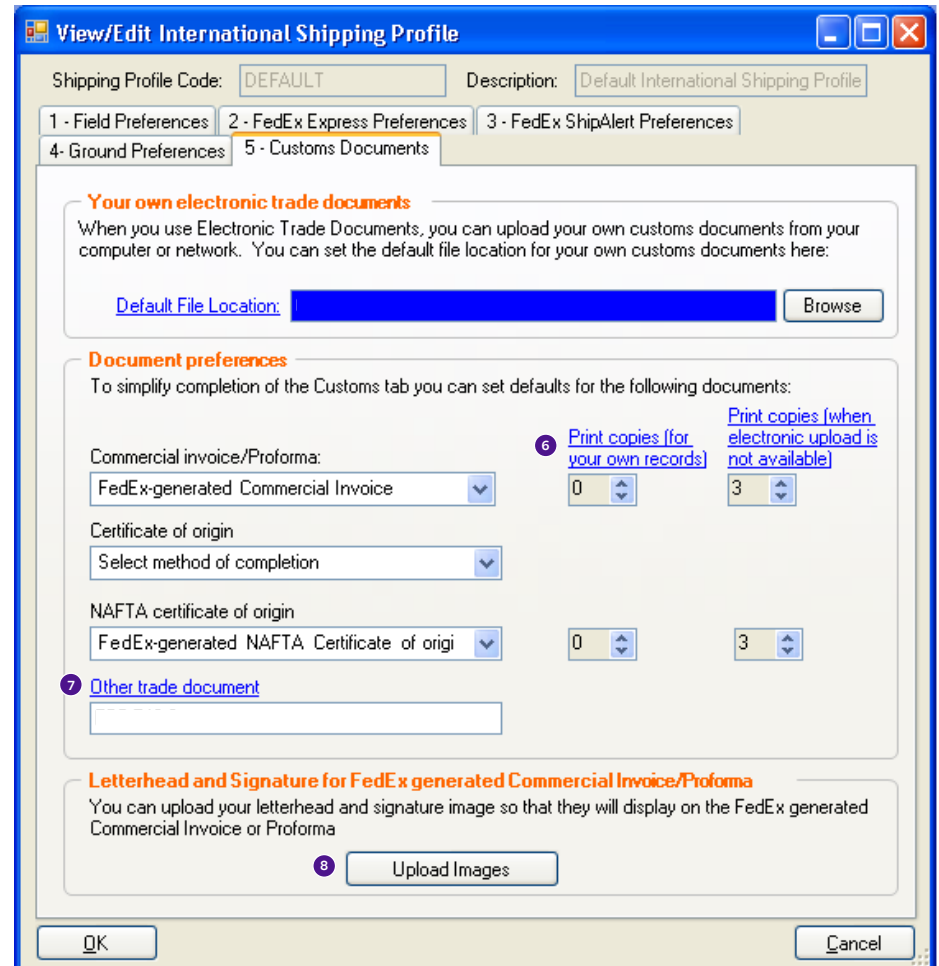 View/Edit International Shipping Profile
Shipping Profile Code: DEFAULT Description: Default International Shipping Profile
1 - Field Preferences 2 - FedEx Express Preferences 3 - FedEx ShipAlert Preferences
4- Ground Preferences 5 - Customs Documents
Your own electronic trade documents
When you use Electronic Trade Documents, you can upload your own customs documents from your
computer or network. You can set the default file location for your own customs documents here:
Default File Location: Browse
Document preferences
To simplify completion of the Customs tab you can set defaults for the following documents:
Print copies (when
6 Print copies (for electronic upload is
Commercial invoice/Proforma: your own records) not available)
FedEx-generated Commercial Invoice 0 3
Certificate of origin
Select method of completion
NAFTA certificate of origin
FedEx-generated NAFTA Certificate of origi 0 3
7 Other trade document
Letterhead and Signature for FedEx generated Commercial Invoice/Proforma
You can upload your letterhead and signature image so that they will display on the FedEx generated
Commercial Invoice or Proforma
8 Upload Images
OK Cancel